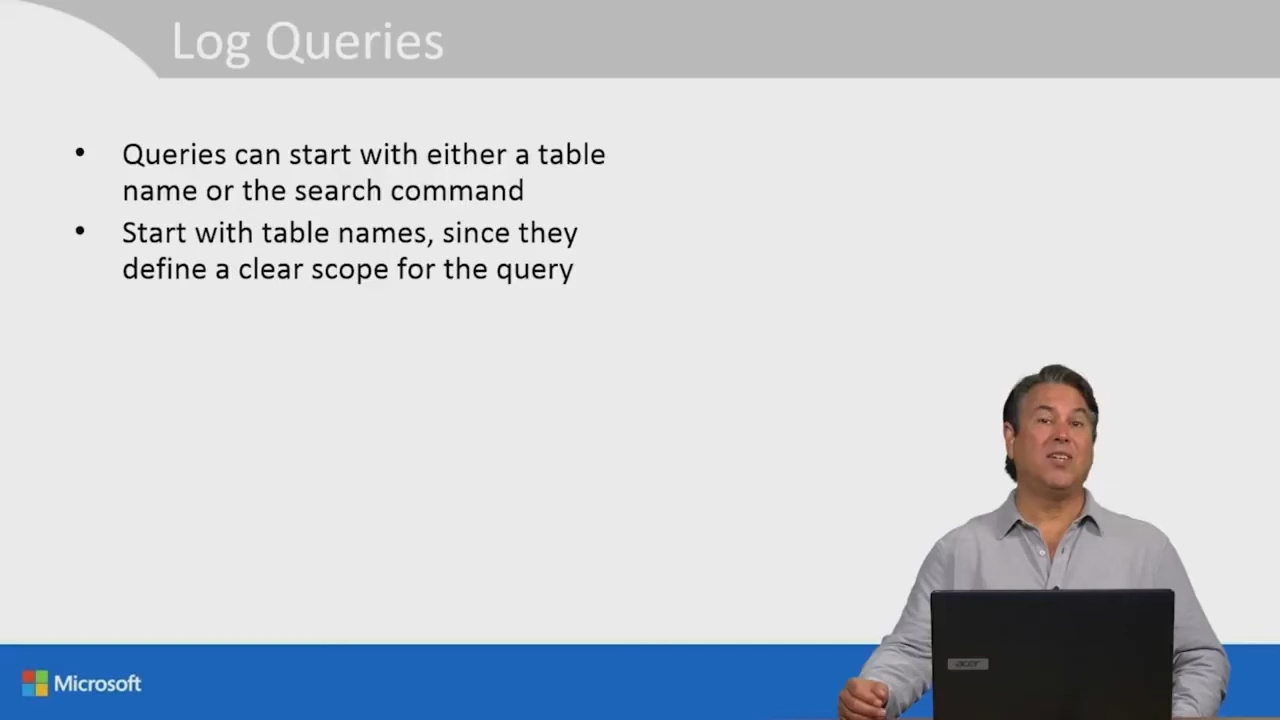 Log Queries
• Queries can start with either a table
name or the search command
• Start with table names, since they
define a clear scope for the query
Microsoft
acer